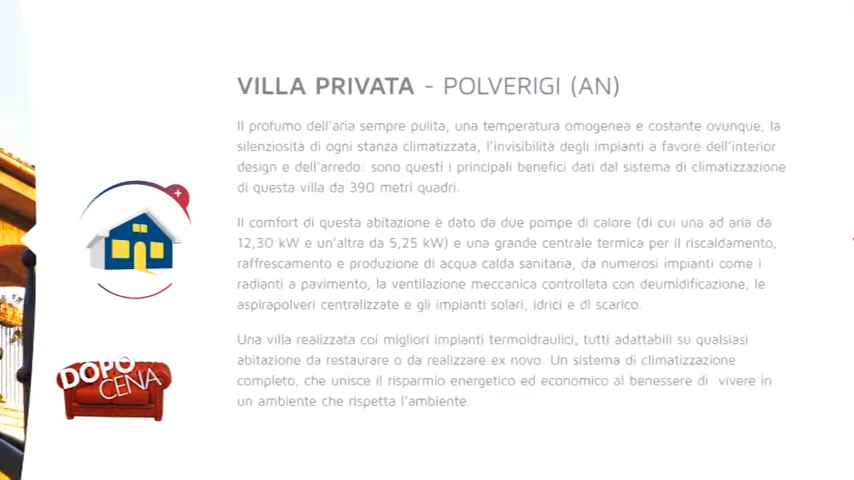 VILLA PRIVATA - POLVERIGI (AN)
Il profumo dell'aria sempre pulita, una temperatura omogenea e costante ovunque, la
silenziosità di ogni stanza climatizzata, l'invisibilità degli impianti a favore dell'interior
design e dell'arredo: sono questi i principali benefici dati dal sistema di climatizzazione
di questa villa da 390 metri quadri.
Il comfort di questa abitazione è dato da due pompe di calore (di cui una ad aria da
12,30 kW e un'altra da 5,25 kW) e una grande centrale termica per il riscaldamento,
raffrescamento e produzione di acqua calda sanitaria, da numerosi impianti come i
radianti a pavimento, la ventilazione meccanica controllata con deumidificazione, le
aspirapolveri centralizzate e gli impianti solari, idrici e di scarico.
Una villa realizzata coi migliori impianti termoidraulici, tutti adattabili su qualsiasi
abitazione da restaurare o da realizzare ex novo. Un sistema di climatizzazione
completo, che unisce il risparmio energetico ed economico al benessere di vivere in
un ambiente che rispetta l'ambiente.
DOPO
CENA